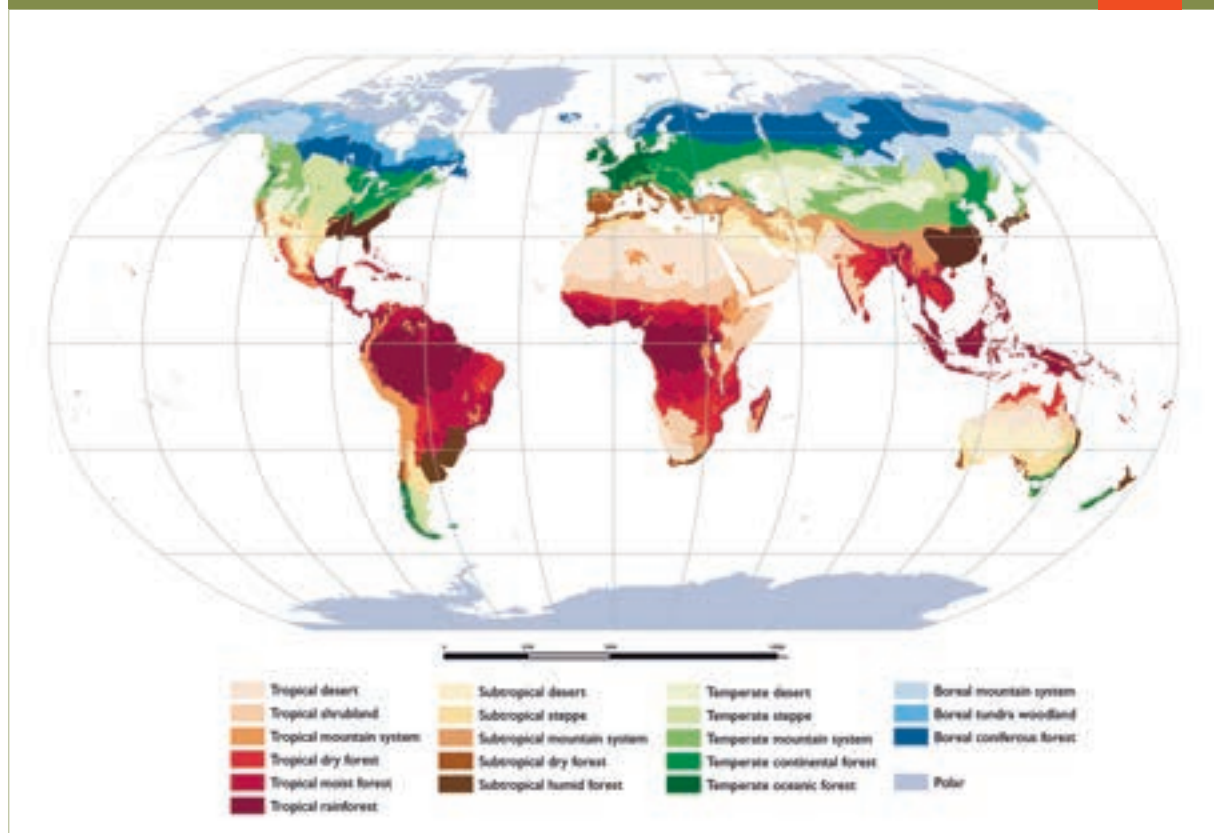 Tropical desert
Tropical shrubland
Tropical mountain system
Tropical dry forest
Tropical moist forest
Tropical rainforest
Subtropical desert
Subtropical steppe
Subtropical mountain system
Subtropical dry forest
Subtropical humid forest
Temperate desert
Temperate steppe
Temperate mountain system
Temperate continental forest
Temperate oceanic forest
Boreal mountain system
Boreal tundra woodland
Boreal coniferous forest
Polar